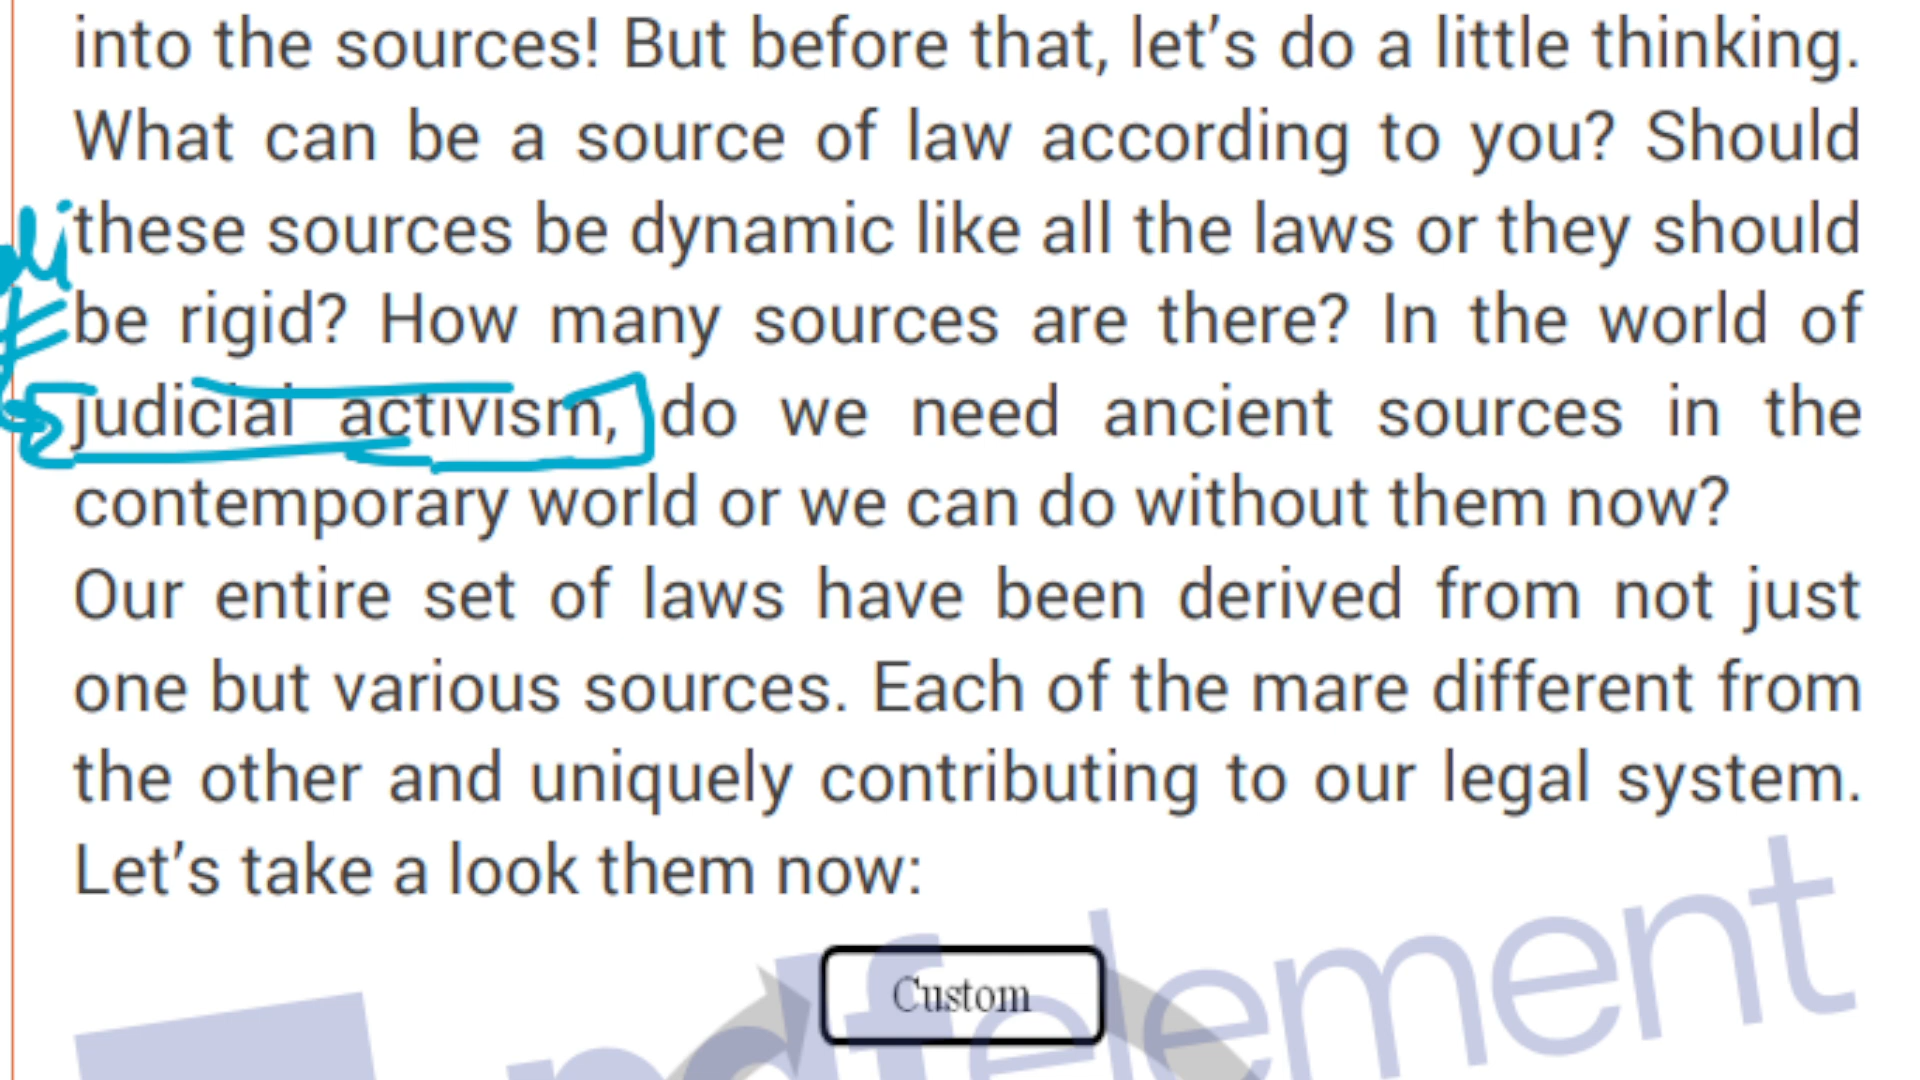 into the sources! But before that, let's do a little thinking.
What can be a source of law according to you? Should
these sources be dynamic like all the laws or they should
be rigid? How many sources are there? In the world of
judicial activism, do we need ancient sources in the
contemporary world or we can do without them now?
Our entire set of laws have been derived from not just
one but various sources. Each of the mare different from
the other and uniquely contributing to our legal system.
Let's take a look them now:
Custom
pdfelement